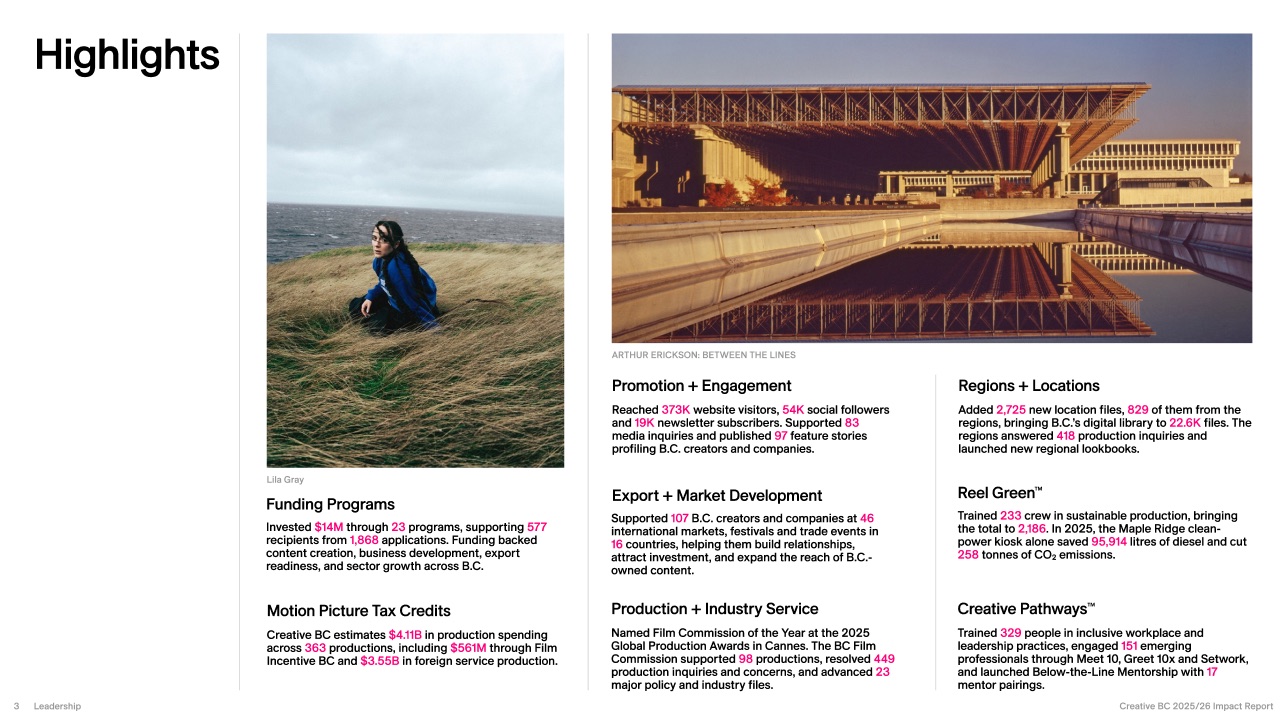 Highlights
Lila Gray
Funding Programs
Invested $14M through 23 programs, supporting 577
recipients from 1,868 applications. Funding backed
content creation, business development, export
readiness, and sector growth across B.C.
Motion Picture Tax Credits
Creative BC estimates $4.11B in production spending
across 363 productions, including $561M through Film
Incentive BC and $3.55B in foreign service production.
ARTHUR ERICKSON: BETWEEN THE LINES
Promotion + Engagement
Reached 373K website visitors, 54K social followers
and 19K newsletter subscribers. Supported 83
media inquiries and published 97 feature stories
profiling B.C. creators and companies.
Export + Market Development
Supported 107 B.C. creators and companies at 46
international markets, festivals and trade events in
16 countries, helping them build relationships,
attract investment, and expand the reach of B.C.-
owned content.
Production + Industry Service
Named Film Commission of the Year at the 2025
Global Production Awards in Cannes. The BC Film
Commission supported 98 productions, resolved 449
production inquiries and concerns, and advanced 23
major policy and industry files.
Regions + Locations
Added 2,725 new location files, 829 of them from the
regions, bringing B.C.'s digital library to 22.6K files. The
regions answered 418 production inquiries and
launched new regional lookbooks.
Reel Green™
Trained 233 crew in sustainable production, bringing
the total to 2,186. In 2025, the Maple Ridge clean-
power kiosk alone saved 95,914 litres of diesel and cut
258 tonnes of CO₂ emissions.
Creative Pathways™
Trained 329 people in inclusive workplace and
leadership practices, engaged 151 emerging
professionals through Meet 10, Greet 10x and Setwork,
and launched Below-the-Line Mentorship with 17
mentor pairings.
3 Leadership
Creative BC 2025/26 Impact Report